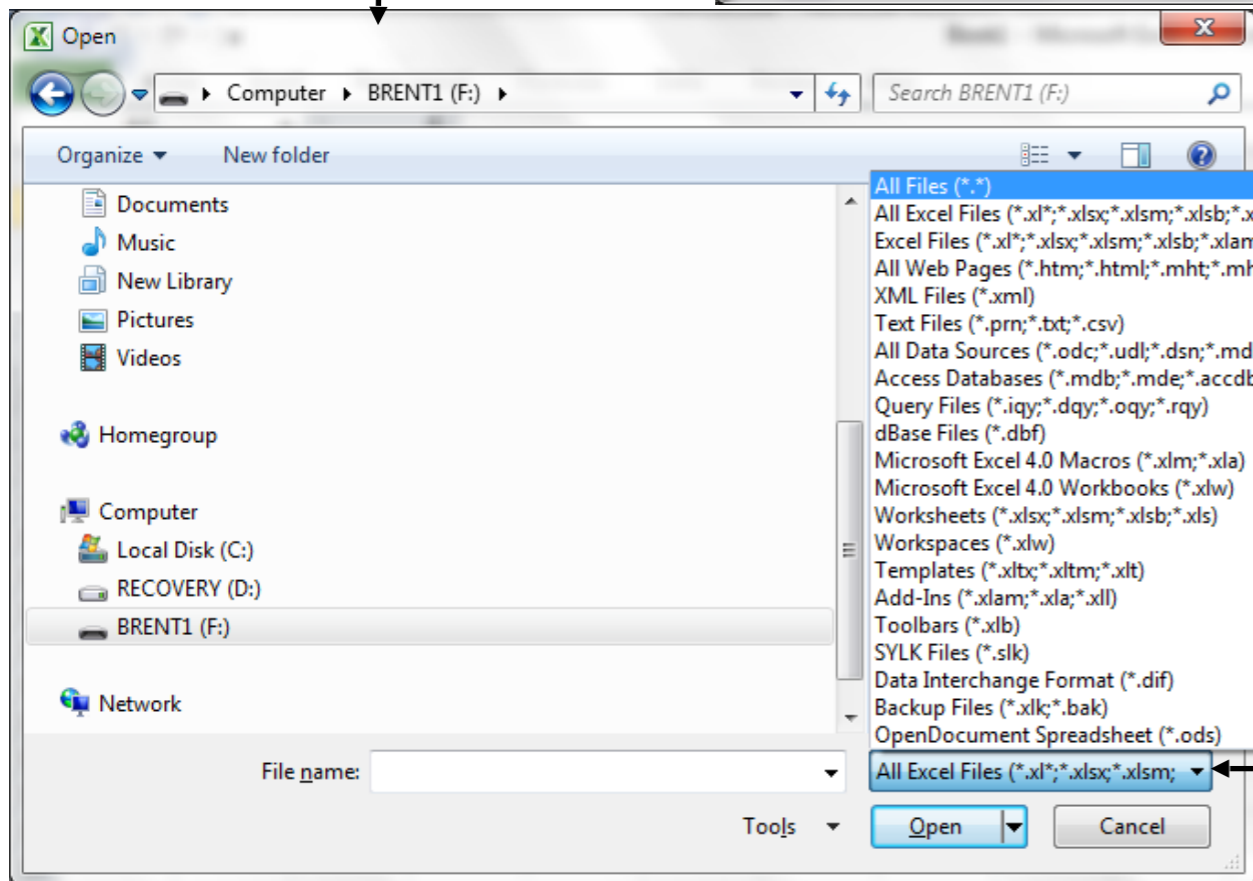 Open
Computer BRENT1 (F:)
Search BRENT1 (F:)
Organize New folder
Documents
Music
New Library
Pictures
Videos
Homegroup
Computer
Local Disk (C:)
RECOVERY (D:)
BRENT1 (F:)
Network
All Files (*.*)
All Excel Files (*.xl*;*.xlsx;*.xlsm;*.xlsb;*.x
Excel Files (*.xl*;*.xlsx;*.xlsm;*.xlsb;*.xlam
All Web Pages (*.htm;*.html;*.mht;*.mh
XML Files (*.xml)
Text Files (*.prn;*.txt;*.csv)
All Data Sources (*.odc;*.udl;*.dsn;*.md
Access Databases (*.mdb;*.mde;*.accdb
Query Files (*.iqy;*.dqy;*.oqy;*.rqy)
dBase Files (*.dbf)
Microsoft Excel 4.0 Macros (*.xlm;*.xla)
Microsoft Excel 4.0 Workbooks (*.xlw)
Worksheets (*.xlsx;*.xlsm;*.xlsb;*.xls)
Workspaces (*.xlw)
Templates (*.xltx;*.xltm;*.xlt)
Add-Ins (*.xlam;*.xla;*.xll)
Toolbars (*.xlb)
SYLK Files (*.slk)
Data Interchange Format (*.dif)
Backup Files (*.xlk;*.bak)
OpenDocument Spreadsheet (*.ods)
File name: All Excel Files (*.xl*;*.xlsx;*.xlsm;
Tools Open Cancel